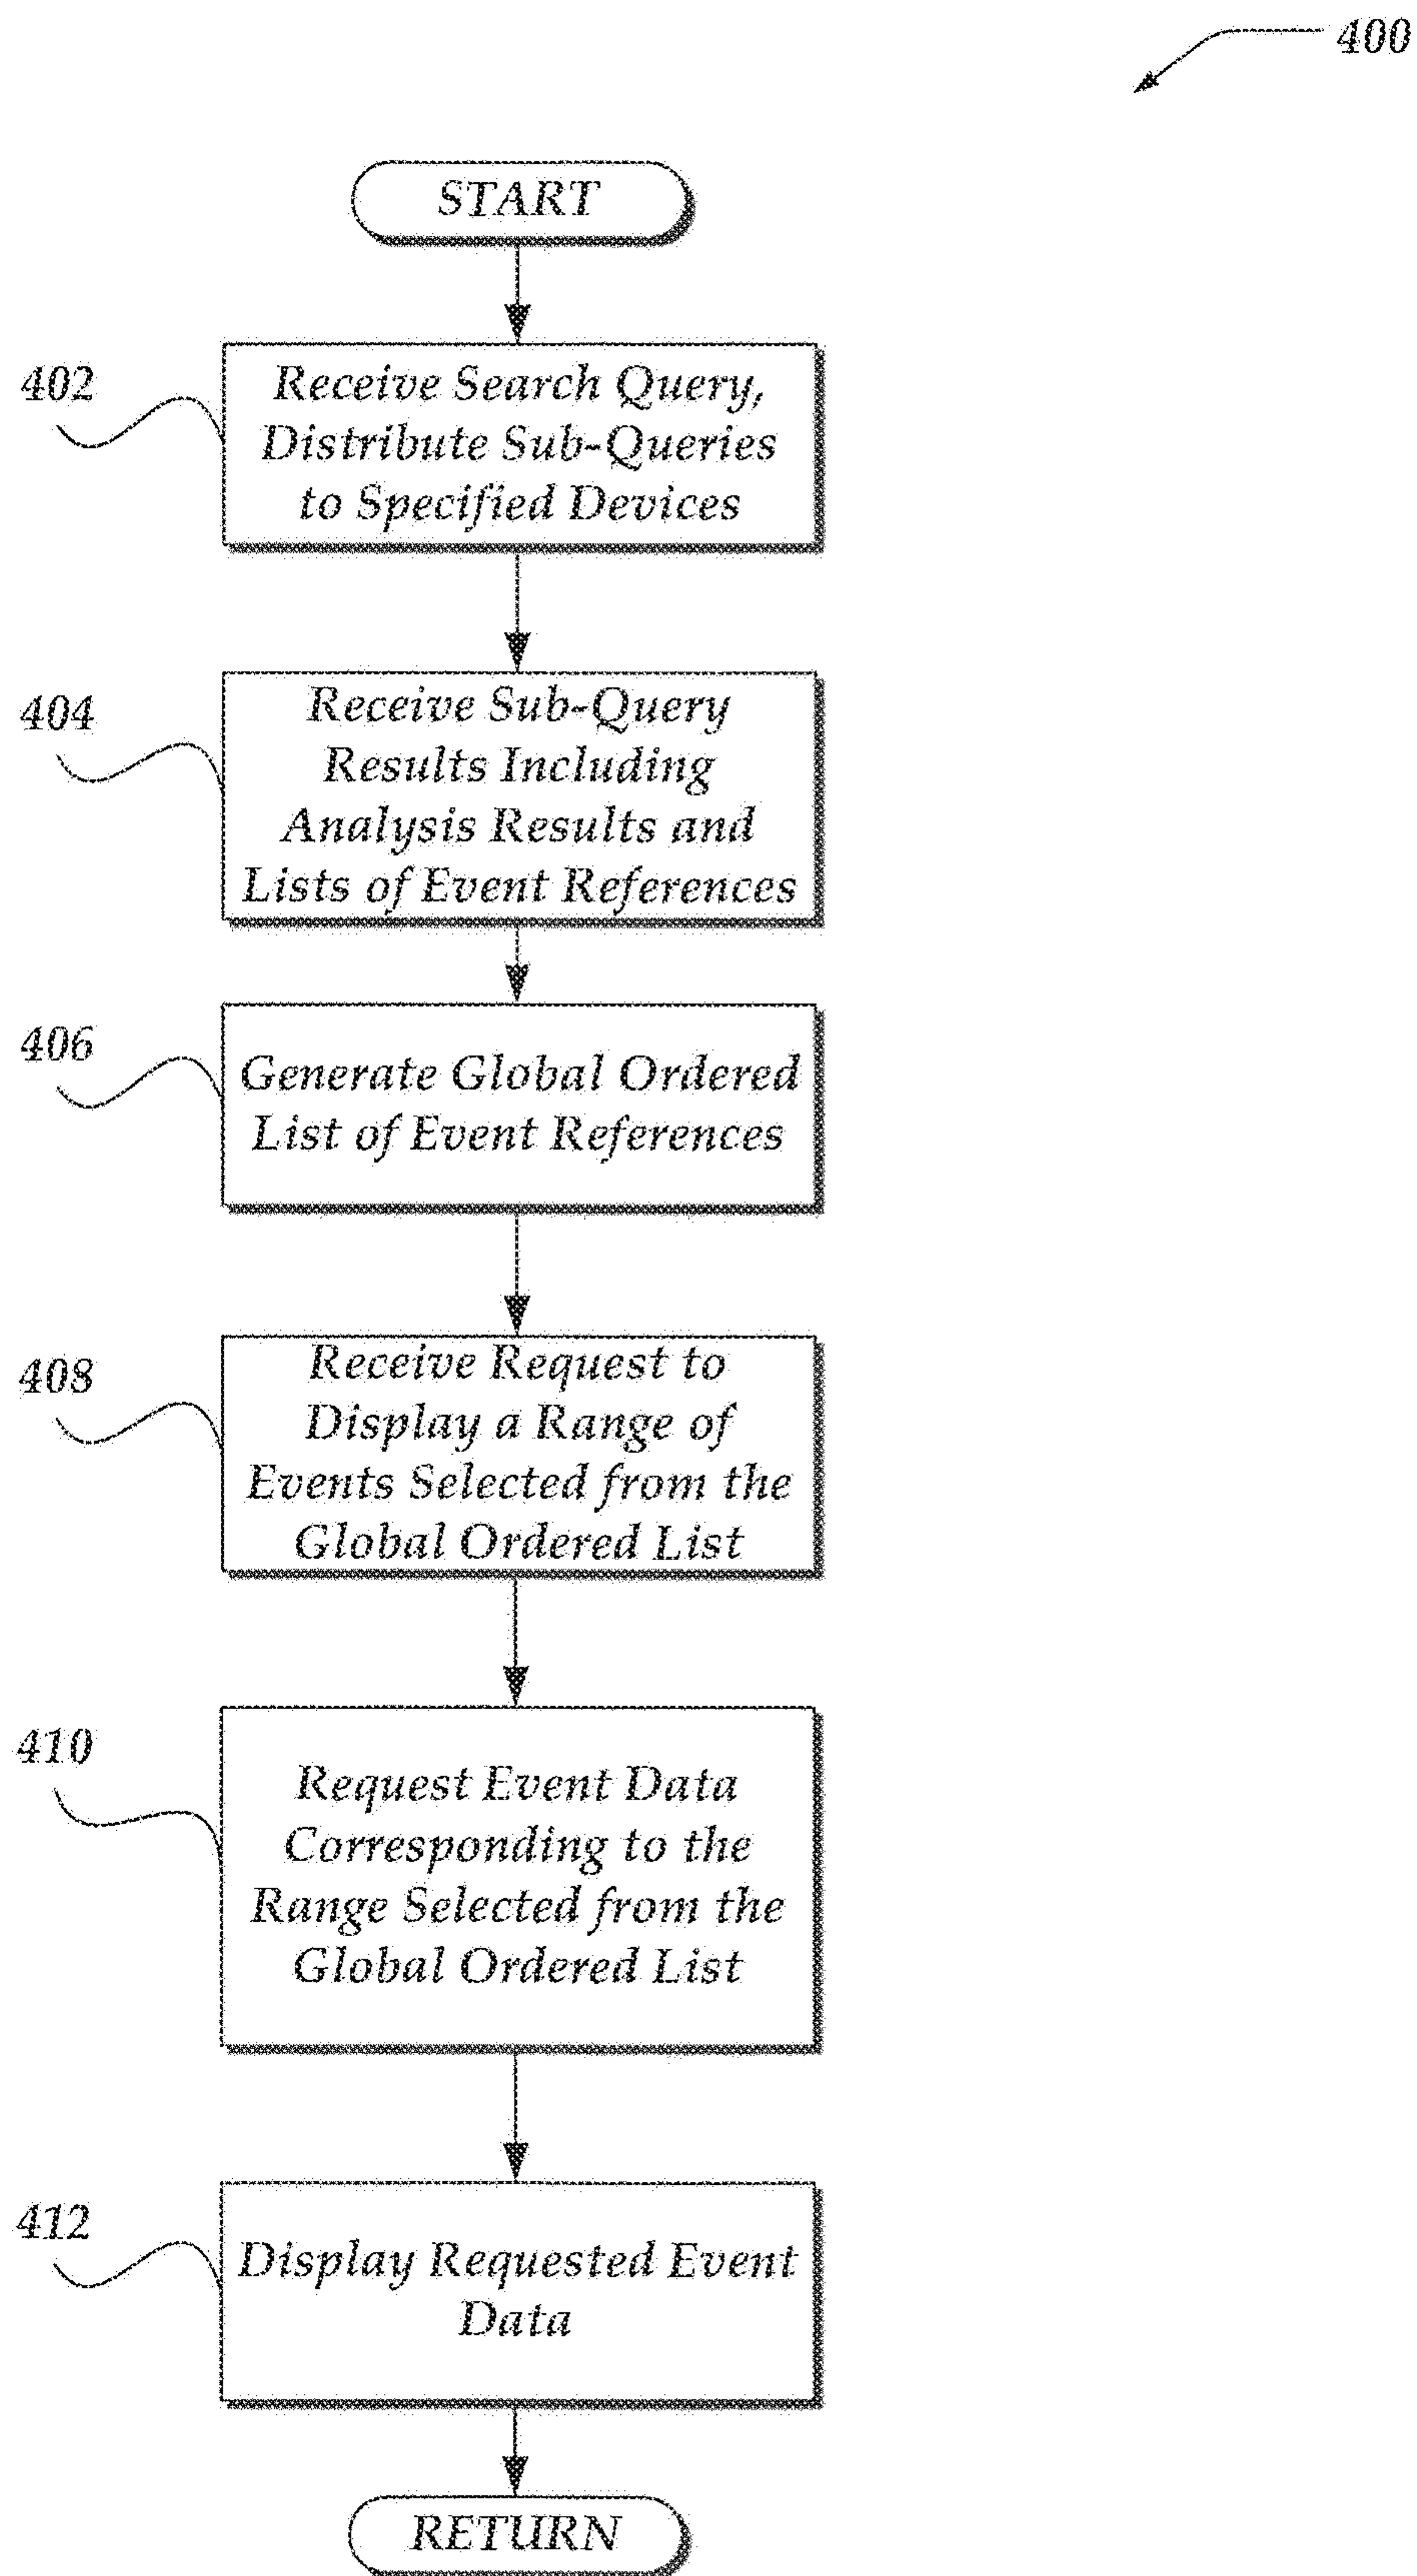 400
START
402
Receive Search Query,
Distribute Sub-Queries
to Specified Devices
404
Receive Sub-Query
Results Including
Analysis Results and
Lists of Event References
406
Generate Global Ordered
List of Event References
408
Receive Request to
Display a Range of
Events Selected from the
Global Ordered List
410
Request Event Data
Corresponding to the
Range Selected from the
Global Ordered List
412
Display Requested Event
Data
RETURN